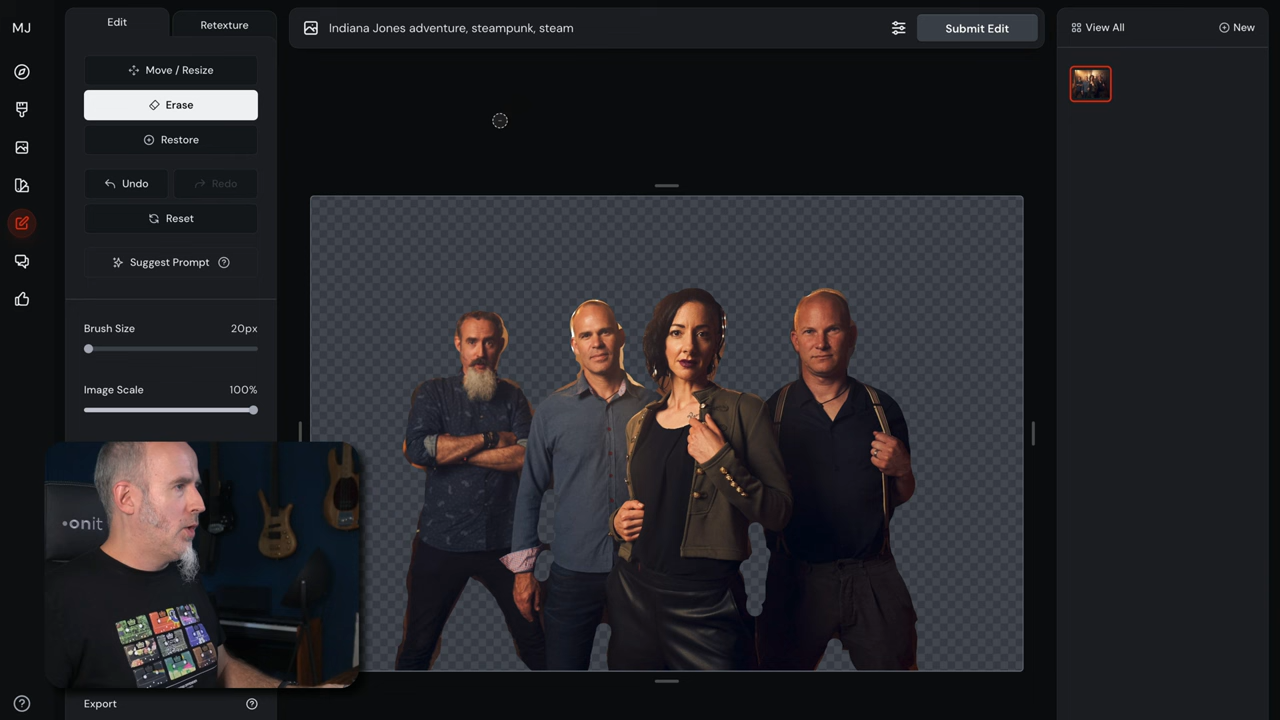 MJ
Edit
Retexture
Indiana Jones adventure, steampunk, steam
Submit Edit
View All
New
Move / Resize
Erase
Restore
Undo
Redo
Reset
Suggest Prompt
Brush Size
20px
Image Scale
100%
•onit
Export